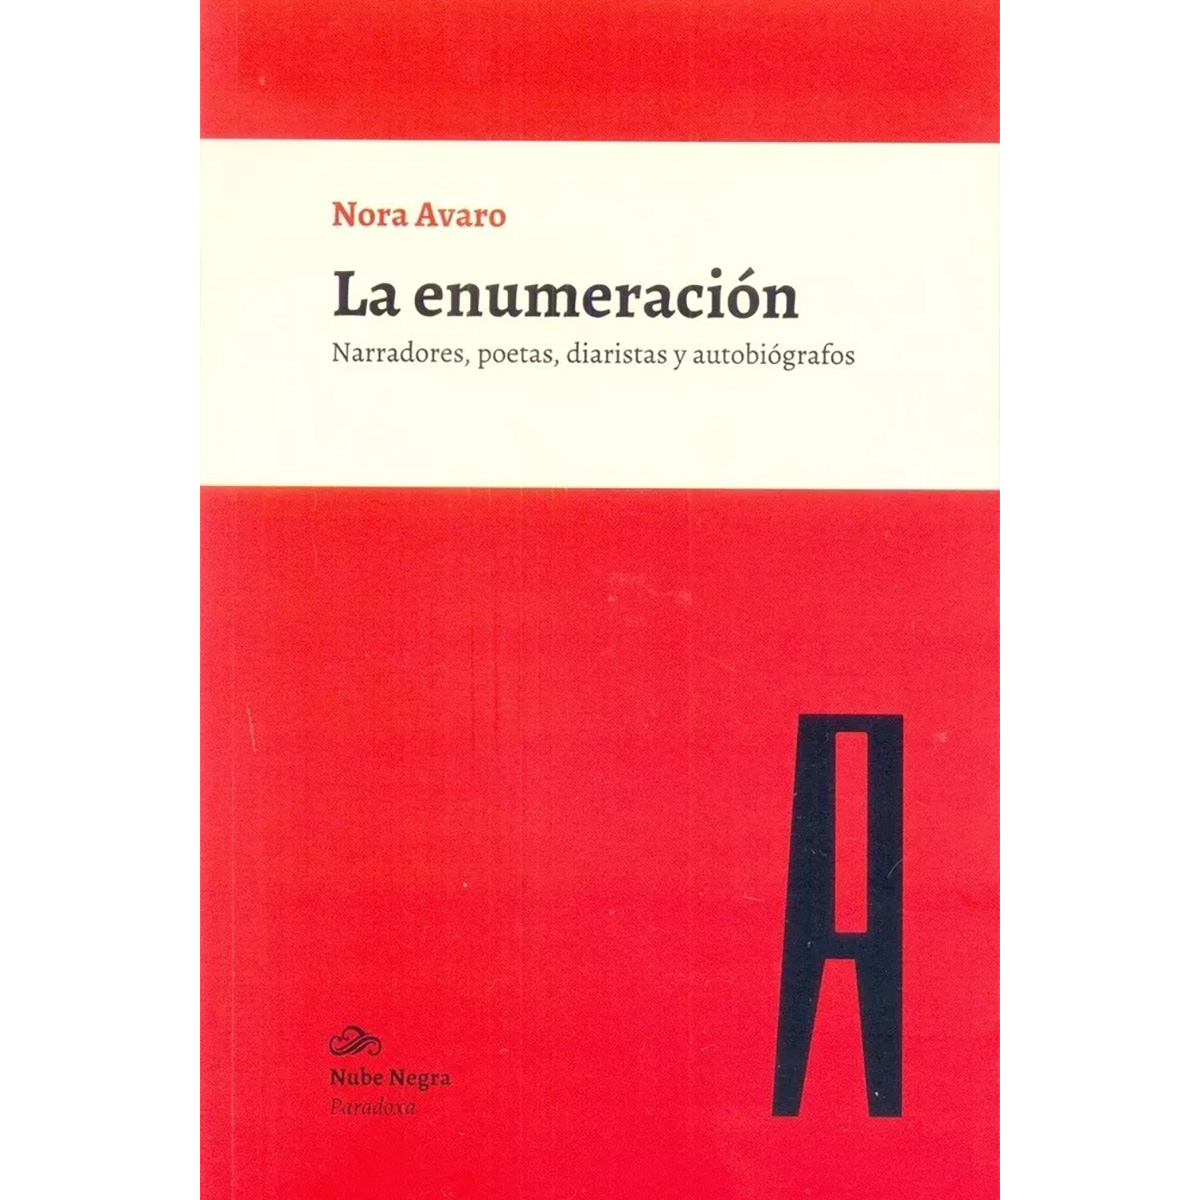 Nora Avaro
La enumeración
Narradores, poetas, diaristas y autobiógrafos
A
Nube Negra
Paradoxa